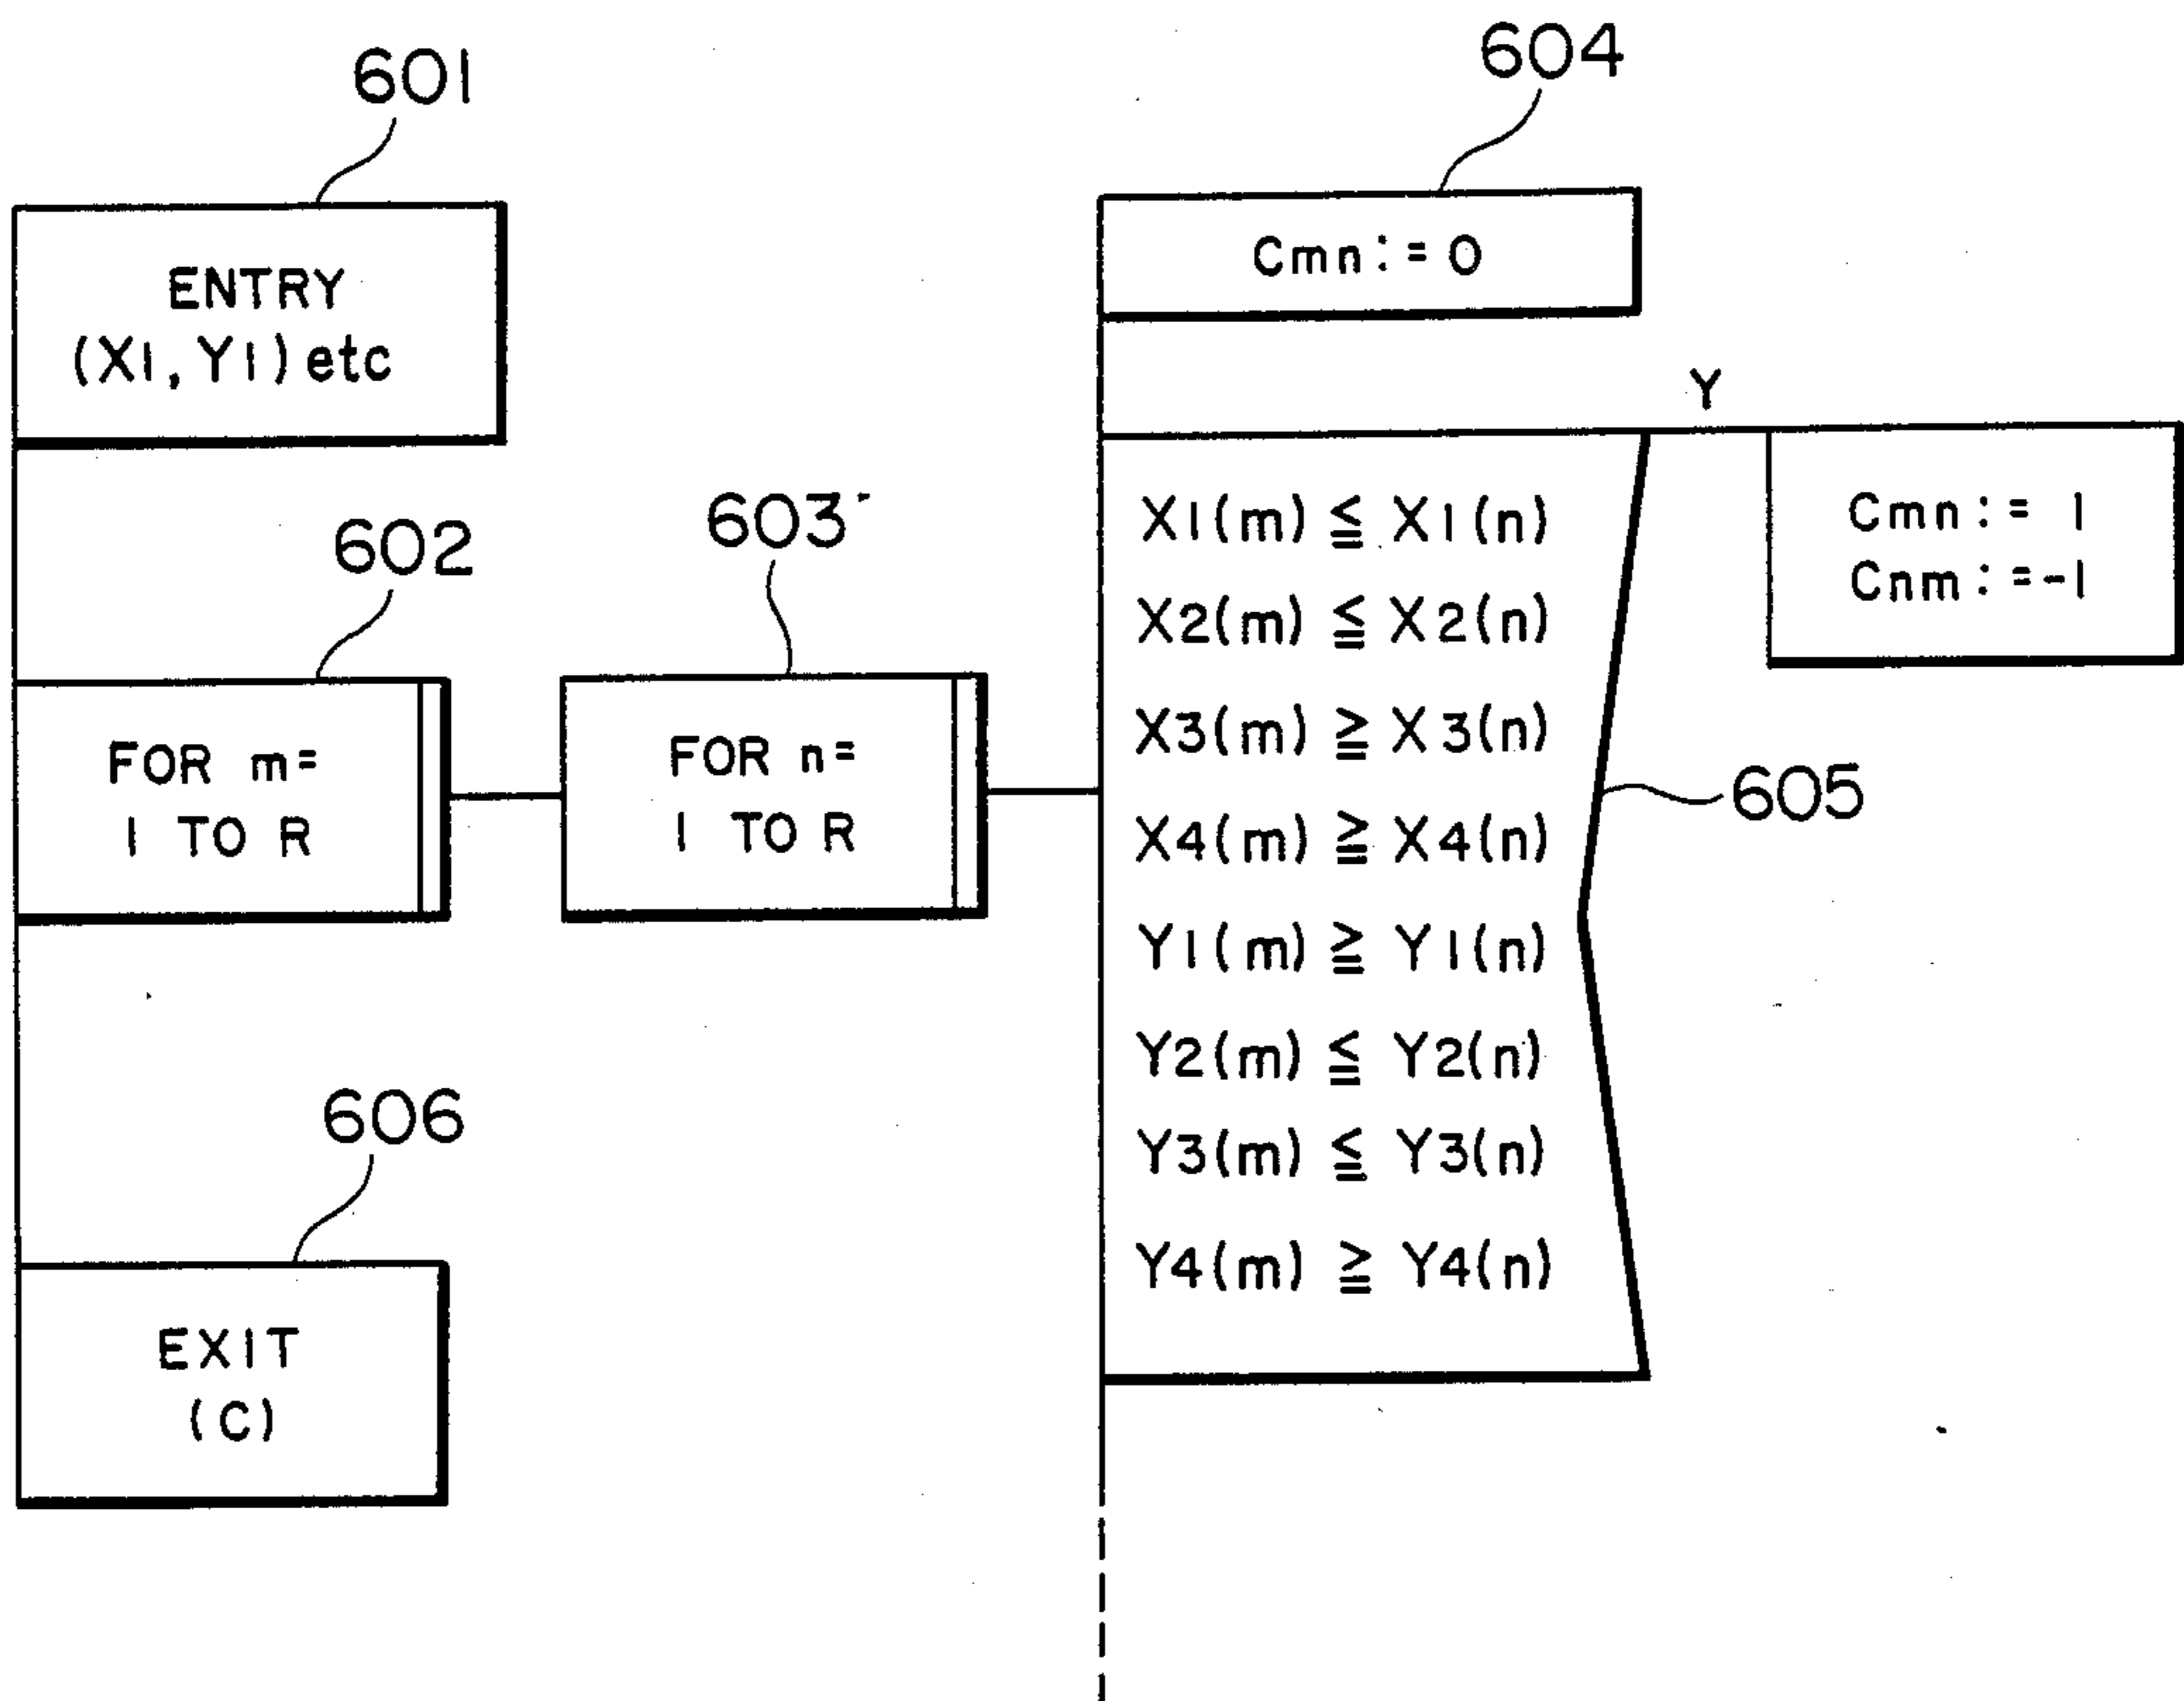 601
ENTRY
(X1, Y1) etc
602
FOR m=
1 TO R
603
FOR n=
1 TO R
604
Cmn:=0
Y
Cmn:= 1
Cnm:=-1
X1(m) ≦ X1(n)
X2(m) ≦ X2(n)
X3(m) ≧ X3(n)
X4(m) ≧ X4(n)
Y1(m) ≧ Y1(n)
Y2(m) ≦ Y2(n)
Y3(m) ≦ Y3(n)
Y4(m) ≧ Y4(n)
605
606
EXIT
(C)